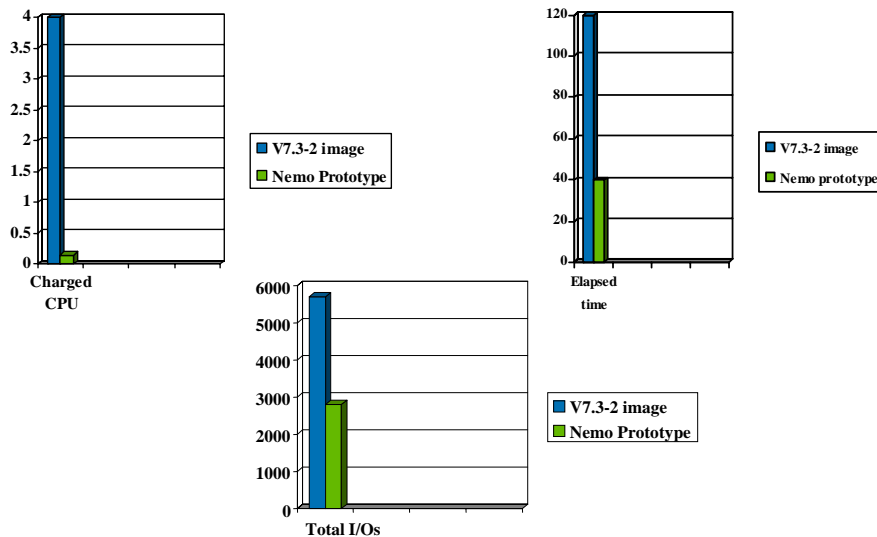 4
3.5
3
2.5
2
1.5
1
0.5
0
Charged
CPU
V7.3-2 image
Nemo Prototype
120
100
80
60
40
20
0
Elapsed
time
V7.3-2 image
Nemo prototype
6000
5000
4000
3000
2000
1000
0
Total I/Os
V7.3-2 image
Nemo Prototype